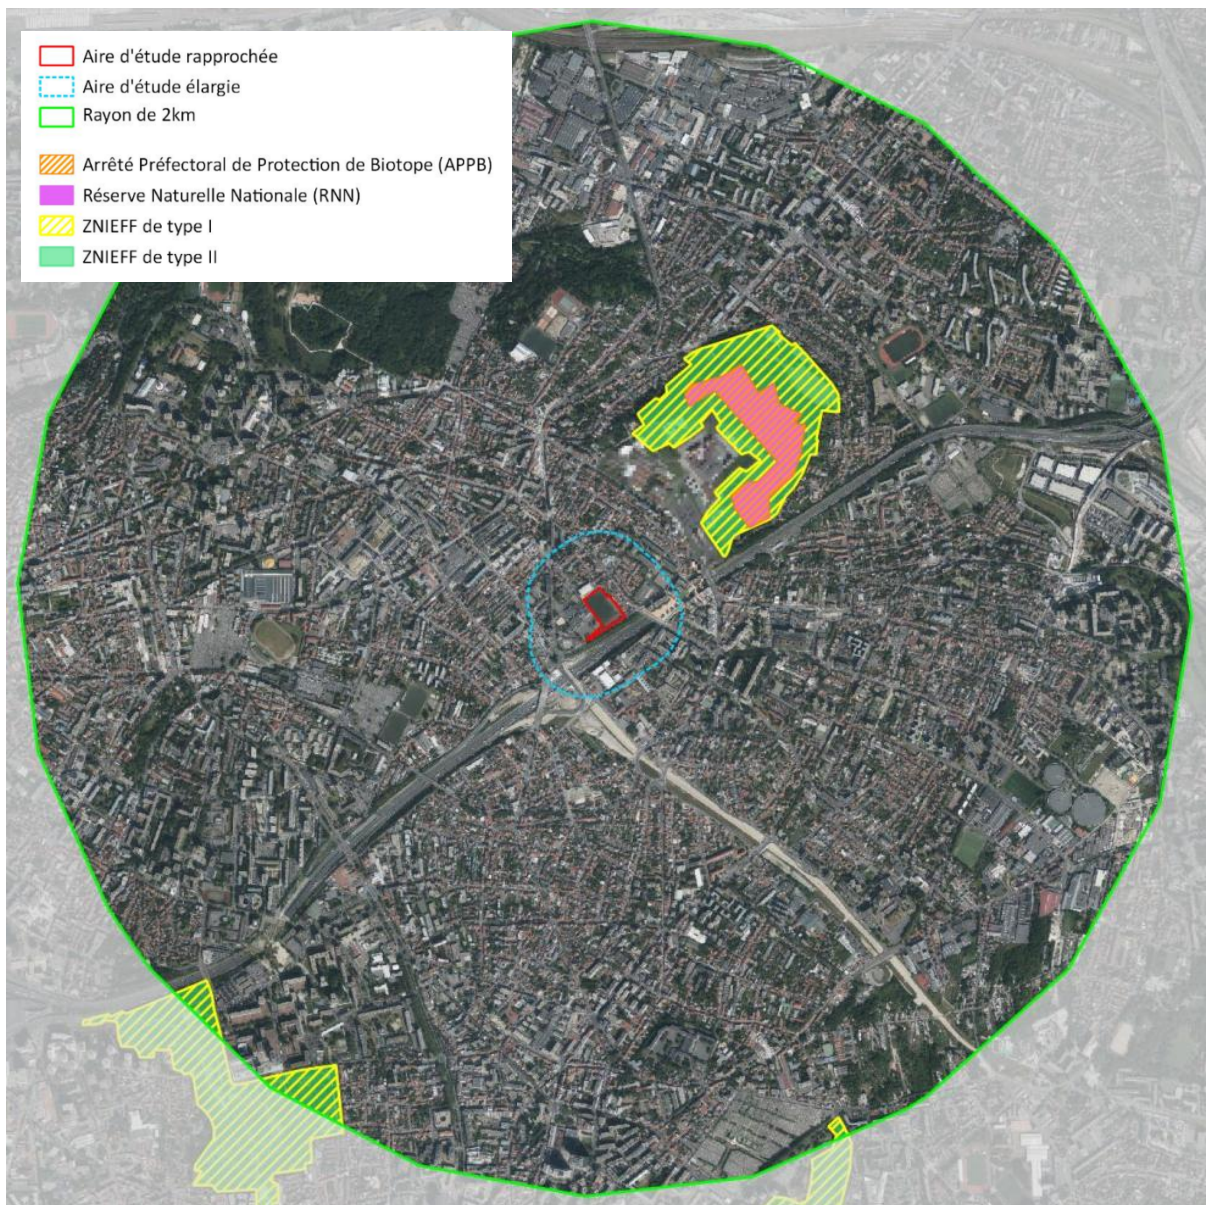 Aire d'étude rapprochée
Aire d'étude élargie
Rayon de 2km
Arrêté Préfectoral de Protection de Biotope (APPB)
Réserve Naturelle Nationale (RNN)
ZNIEFF de type I
ZNIEFF de type II